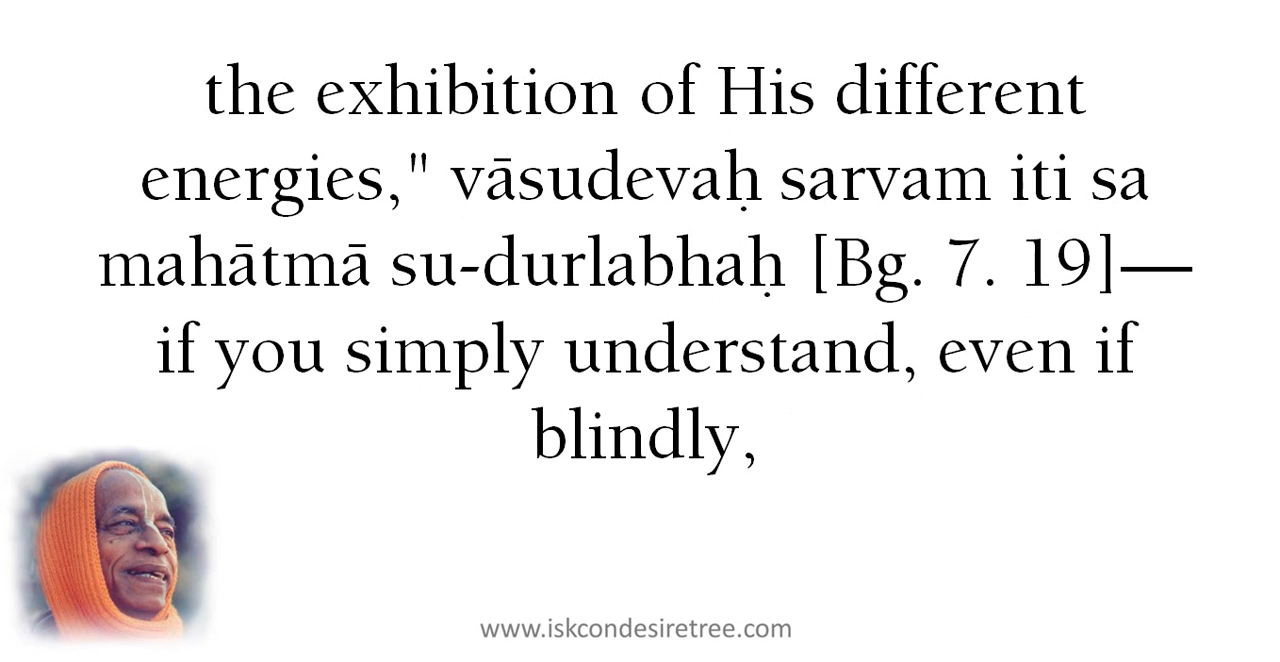 the exhibition of His different
energies," vāsudevaḥ sarvam iti sa
mahātmā su-durlabhaḥ [Bg. 7. 19]—
if you simply understand, even if
blindly,
www.iskcondesiretree.com